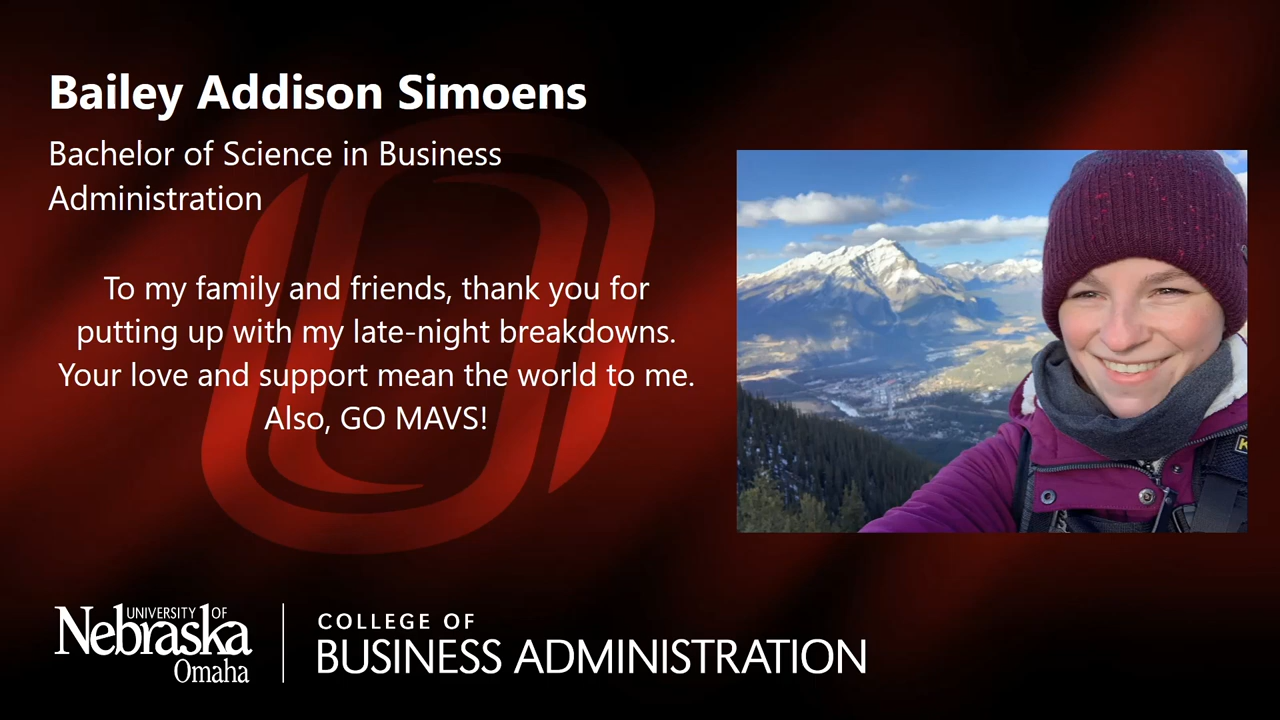 Bailey Addison Simoens
Bachelor of Science in Business
Administration
To my family and friends, thank you for
putting up with my late-night breakdowns.
Your love and support mean the world to me.
Also, GO MAVS!
UNIVERSITY OF
Nebraska
Omaha
COLLEGE OF
BUSINESS ADMINISTRATION